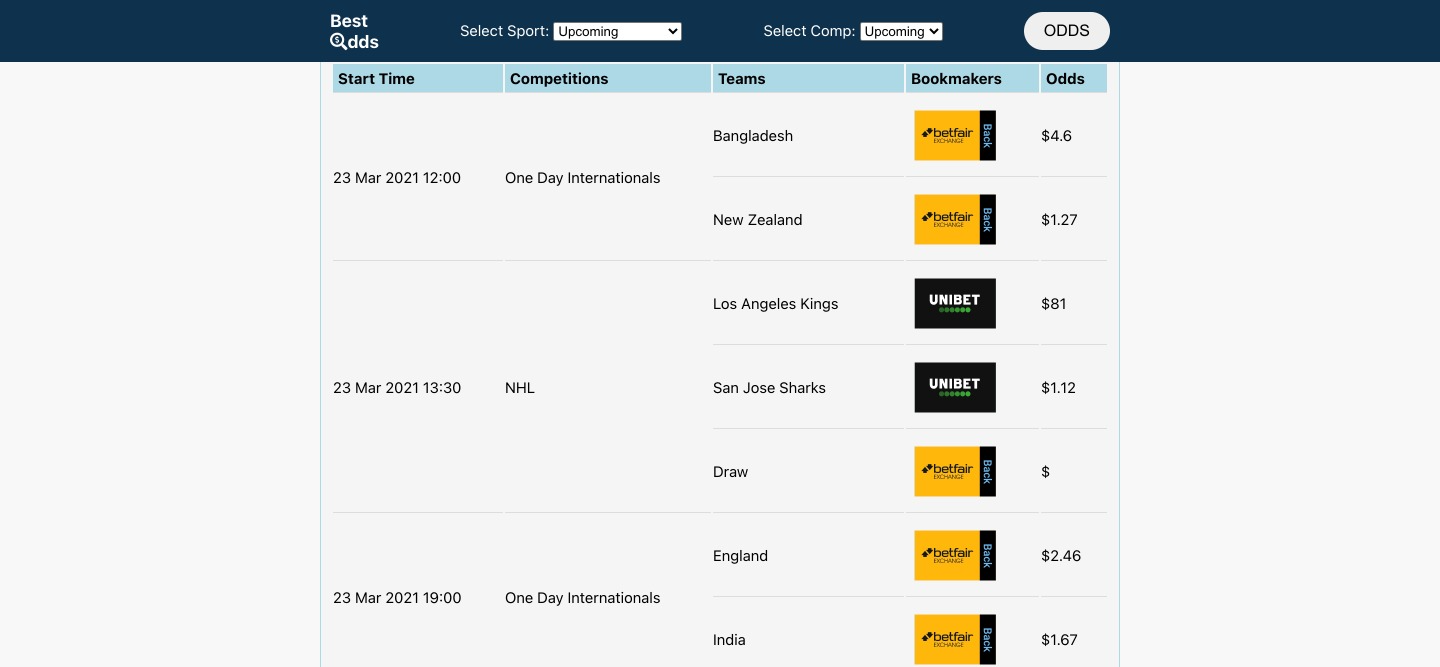 Best
Odds
Select Sport: Upcoming
Select Comp: Upcoming
ODDS
Start Time Competitions Teams Bookmakers Odds
Bangladesh betfair EXCHANGE Back $4.6
23 Mar 2021 12:00 One Day Internationals
New Zealand betfair EXCHANGE Back $1.27
Los Angeles Kings UNIBET $81
23 Mar 2021 13:30 NHL San Jose Sharks UNIBET $1.12
Draw betfair EXCHANGE Back $
England betfair EXCHANGE Back $2.46
23 Mar 2021 19:00 One Day Internationals
India betfair EXCHANGE Back $1.67